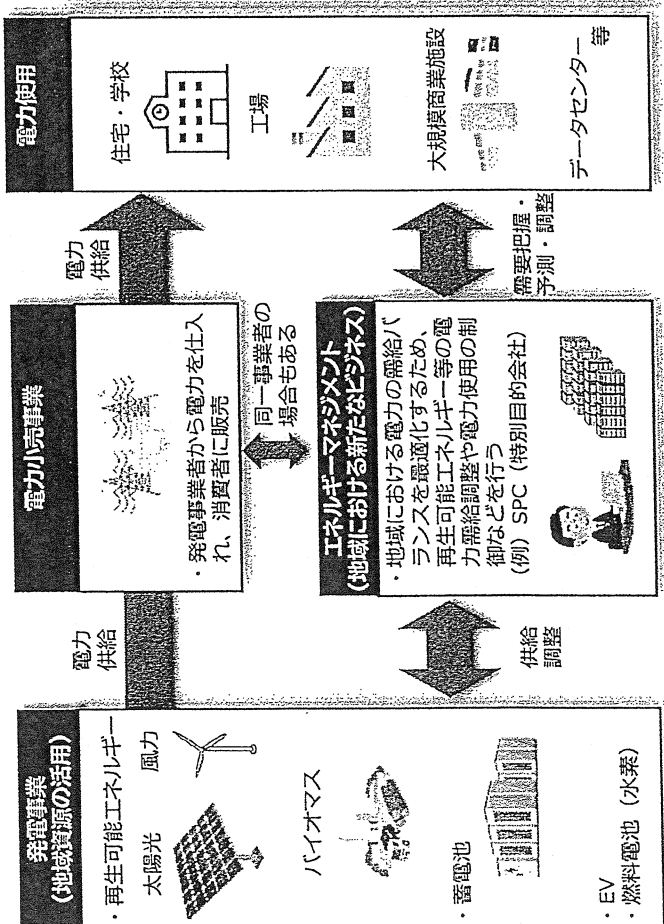 発電事業
(地域資源の活用)
・再生可能エネルギー
太陽光
風力
バイオマス
・蓄電池
・EV
・燃料電池(水素)
電力
供給
供給
調整
電力小売事業
・発電事業者から電力を仕入
れ、消費者に販売
同一事業者の
場合もある
エネルギーマネジメント
(地域における新たなビジネス)
・地域における電力の需給バ
ランスを最適化するため、
再生可能エネルギー等の電
力需給調整や電力使用の制
御などを行う
(例)SPC(特別目的会社)
電力
供給
需要把握・
予測・調整
電力使用
住宅・学校
工場
大規模商業施設
データセンター
等